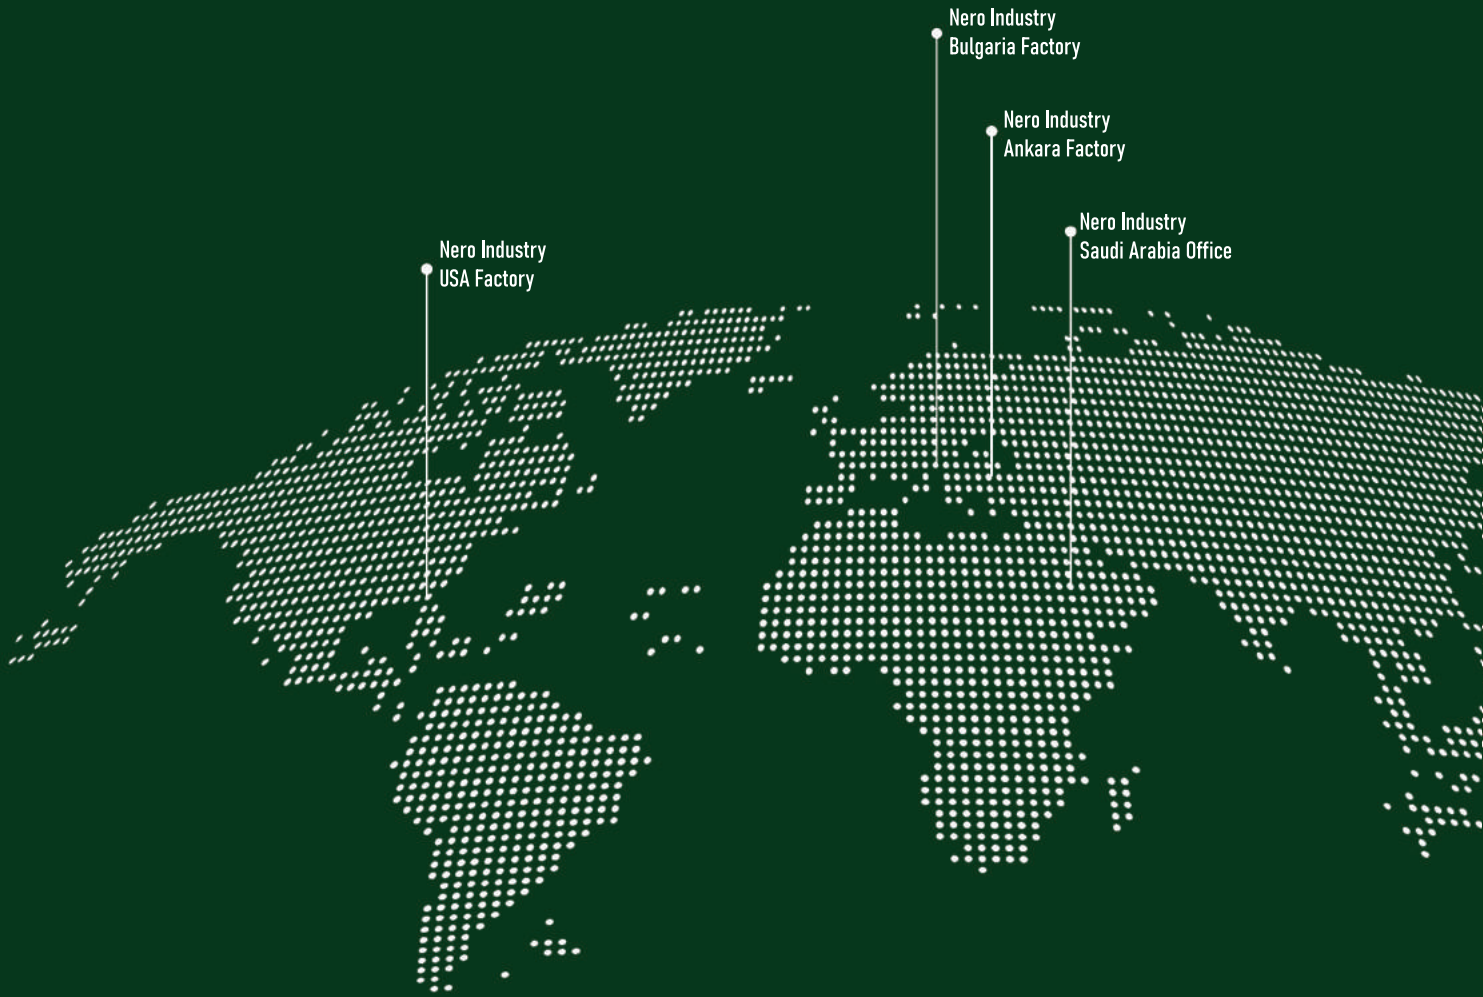 Nero Industry
Bulgaria Factory
Nero Industry
Ankara Factory
Nero Industry
Saudi Arabia Office
Nero Industry
USA Factory